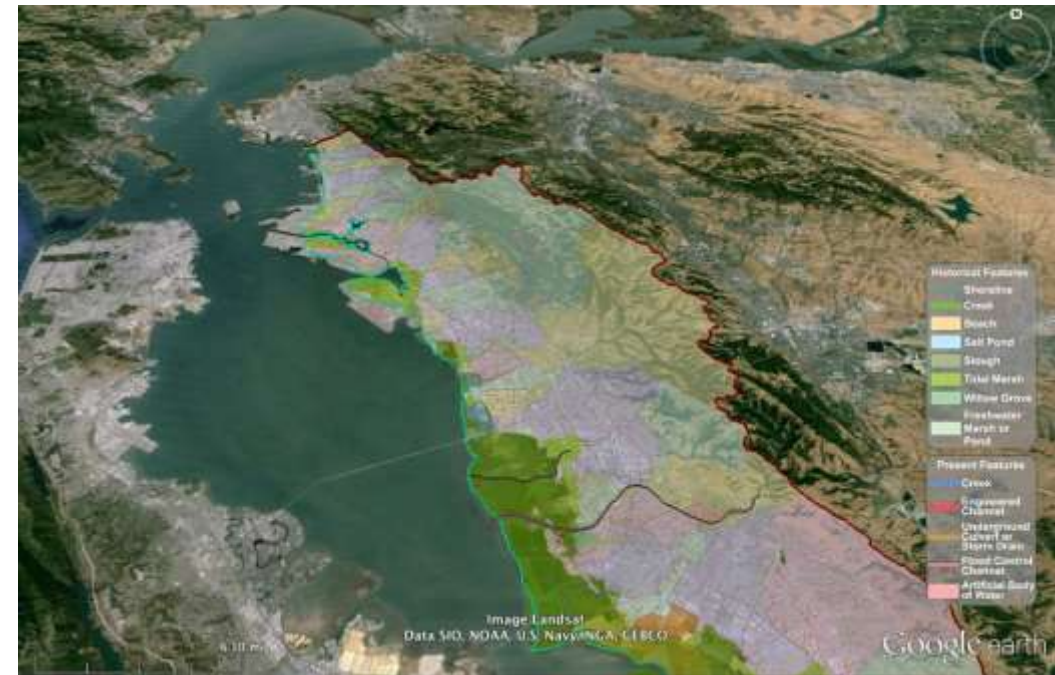 Historical Features
Shoreline
Creek
Beach
Salt Pond
Slough
Tidal Marsh
Willow Grove
Freshwater
Marsh or
Pond
Present Features
Creek
Engineered
Channel
Underground
Culvert or
Storm Drain
Flood Control
Channel
Artificial Body
of Water
Image Landsat
Data SIO, NOAA, U.S. Navy, NGA, GEBCO
Google earth